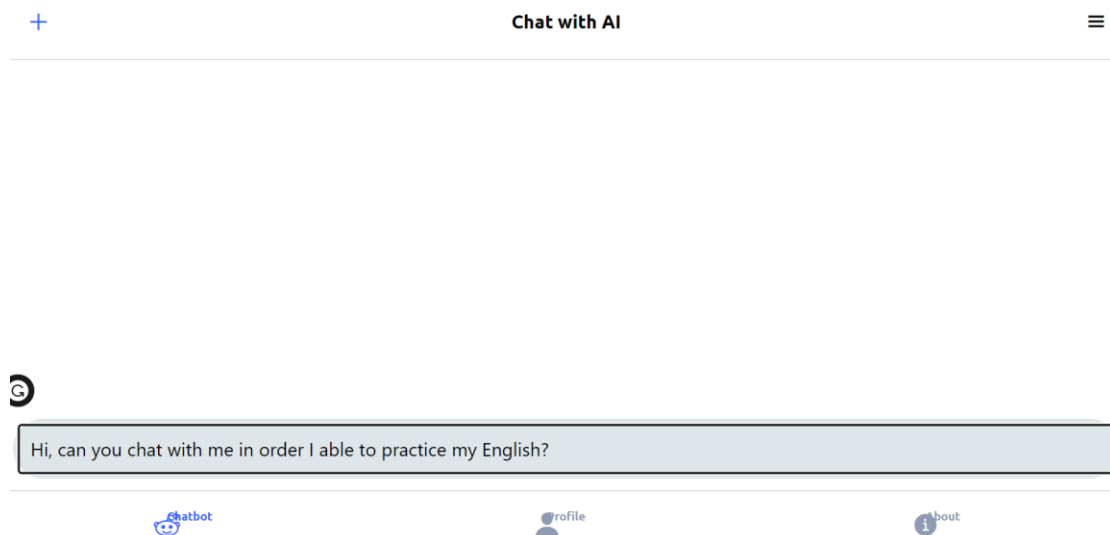 Chat with AI
G
Hi, can you chat with me in order I able to practice my English?
Chatbot
Profile
About